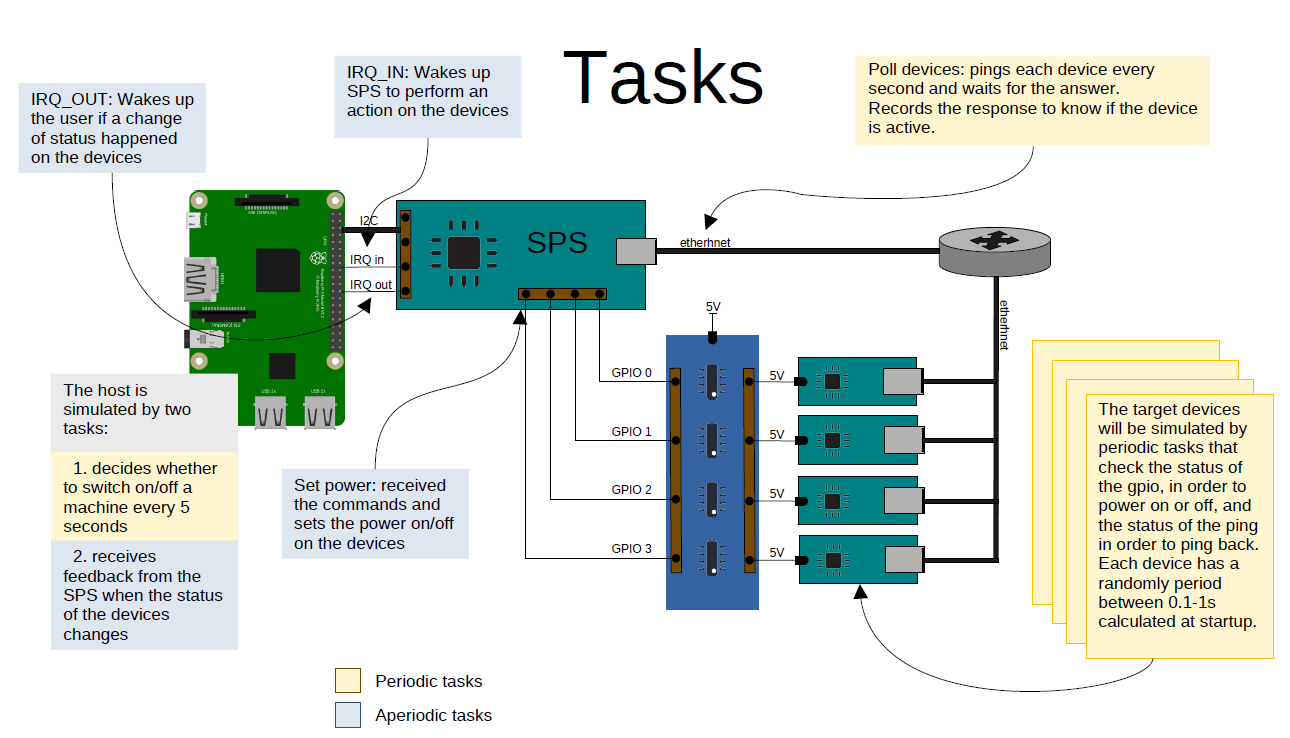 Tasks
IRQ_OUT: Wakes up
the user if a change
of status happened
on the devices
IRQ_IN: Wakes up
SPS to perform an
action on the devices
Poll devices: pings each device every
second and waits for the answer.
Records the response to know if the device
is active.
I2C
IRQ in
IRQ out
SPS
etherhnet
etherhnet
5V
GPIO 0
GPIO 1
GPIO 2
GPIO 3
5V
5V
5V
5V
The host is
simulated by two
tasks:
1. decides whether
to switch on/off a
machine every 5
seconds
2. receives
feedback from the
SPS when the status
of the devices
changes
Set power: received
the commands and
sets the power on/off
on the devices
The target devices
will be simulated by
periodic tasks that
check the status of
the gpio, in order to
power on or off, and
the status of the ping
in order to ping back.
Each device has a
randomly period
between 0.1-1s
calculated at startup.
Periodic tasks
Aperiodic tasks